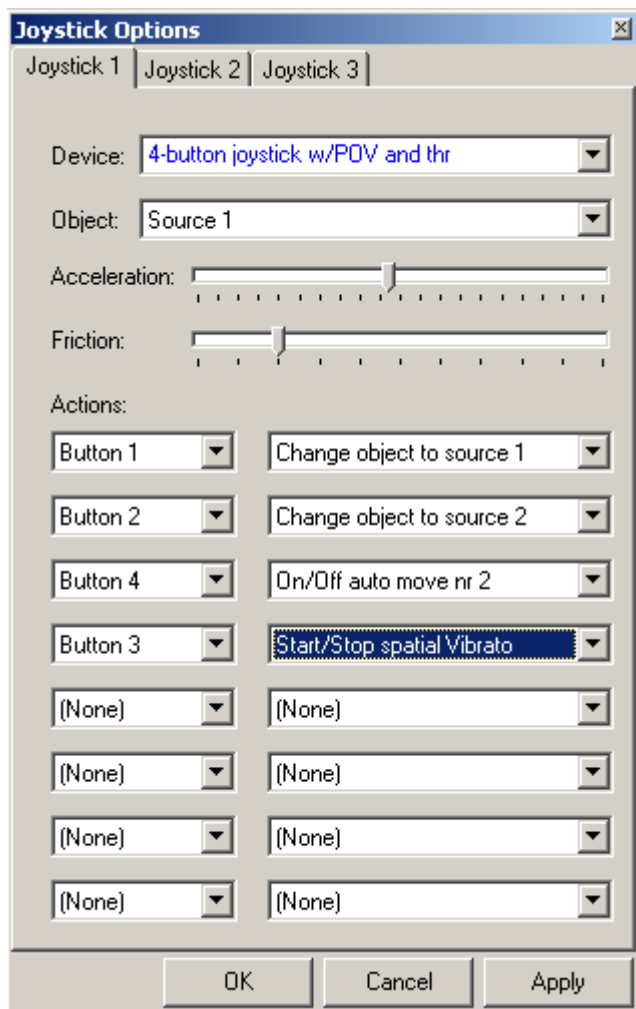 Joystick Options
Joystick 1 Joystick 2 Joystick 3
Device: 4-button joystick w/POV and thr
Object: Source 1
Acceleration:
Friction:
Actions:
Button 1 Change object to source 1
Button 2 Change object to source 2
Button 4 On/Off auto move nr 2
Button 3 Start/Stop spatial Vibrato
(None) (None)
(None) (None)
(None) (None)
(None) (None)
OK Cancel Apply